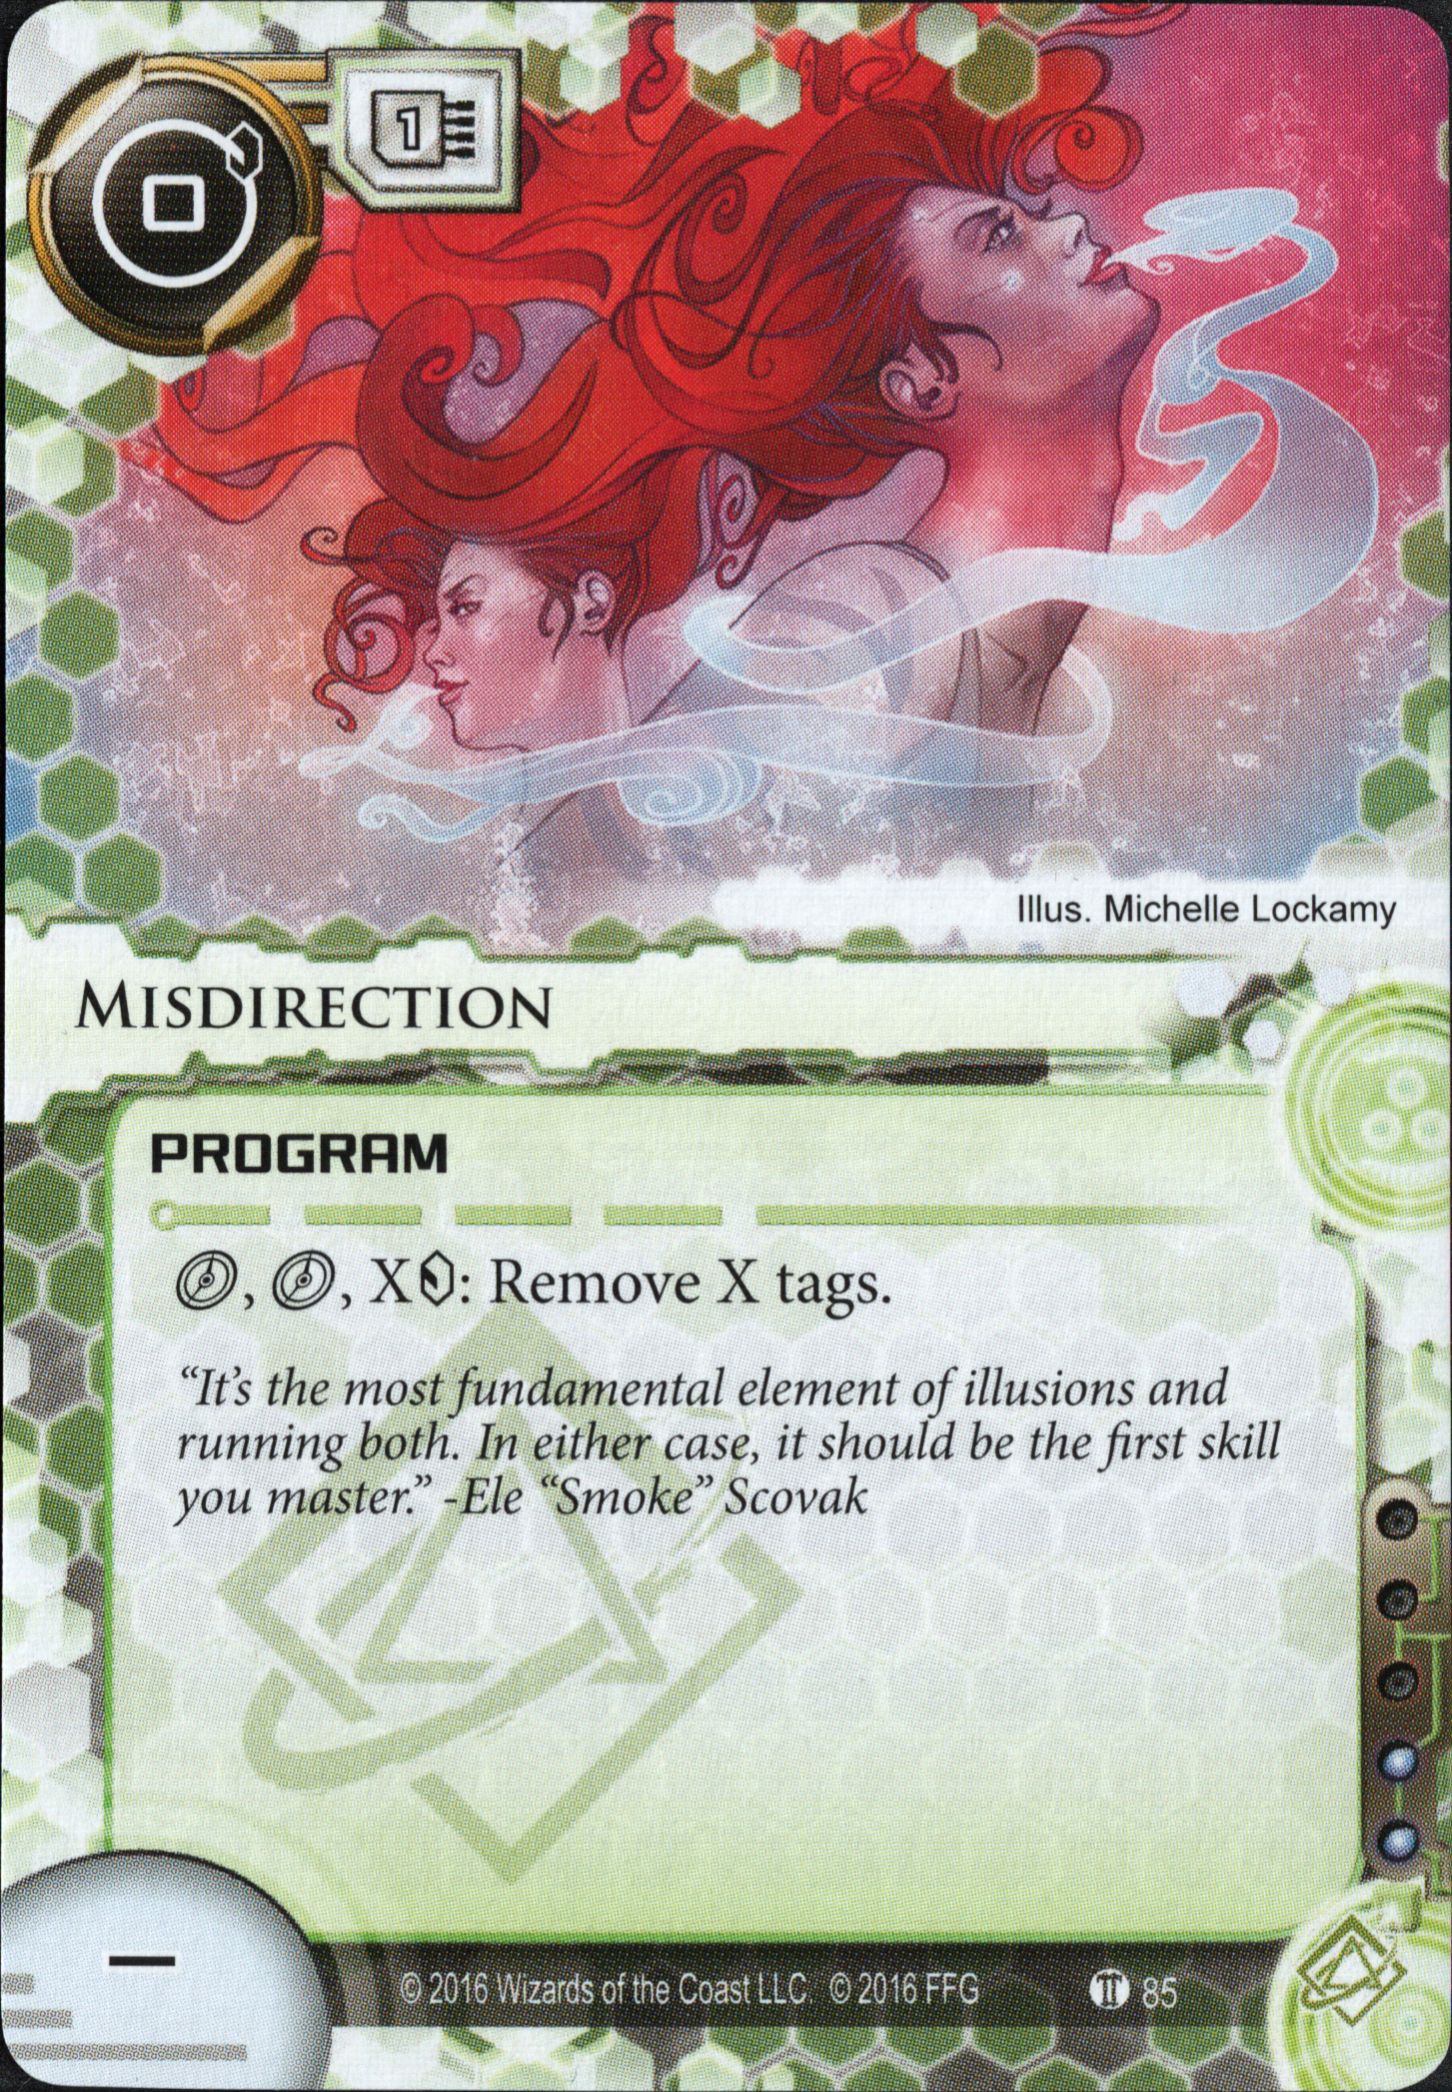 0
1
Illus. Michelle Lockamy
MISDIRECTION
PROGRAM
, , X: Remove X tags.
“It’s the most fundamental element of illusions and
running both. In either case, it should be the first skill
you master.” -Ele “Smoke” Scovak
—
© 2016 Wizards of the Coast LLC. © 2016 FFG
85